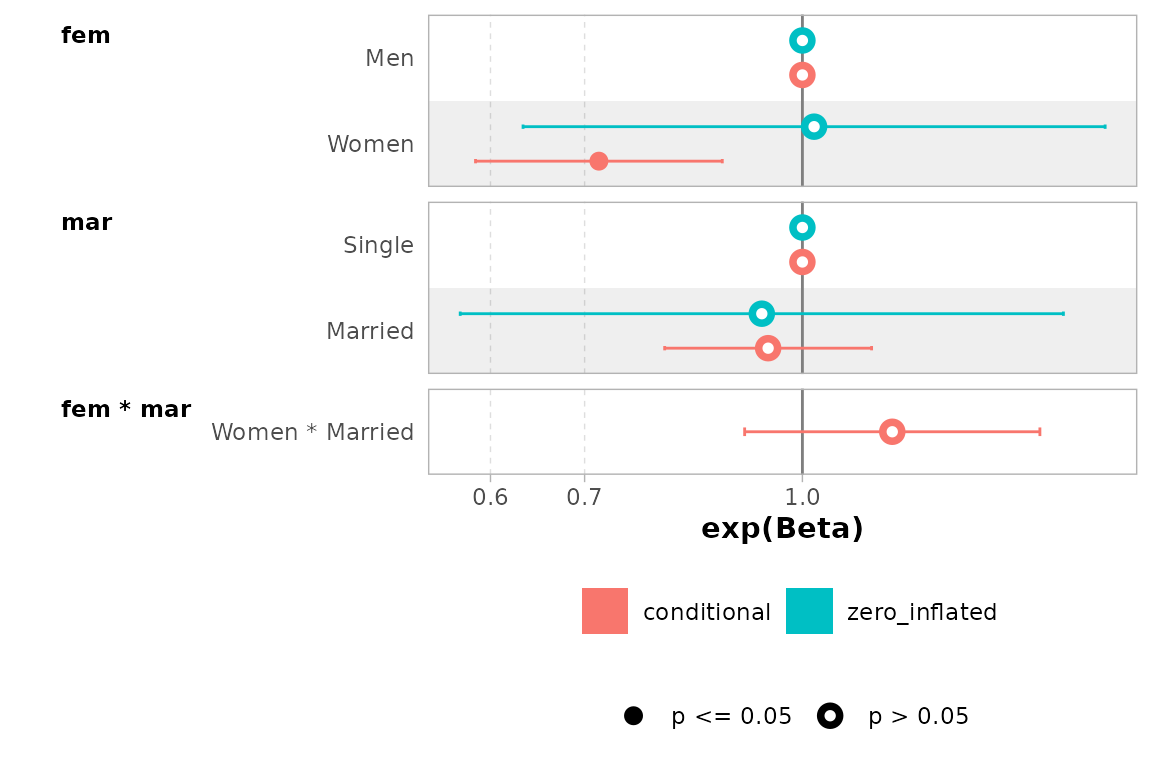 fem
Men
Women
mar
Single
Married
fem * mar
Women * Married
0.6 0.7 1.0
exp(Beta)
conditional zero_inflated
p <= 0.05 p > 0.05